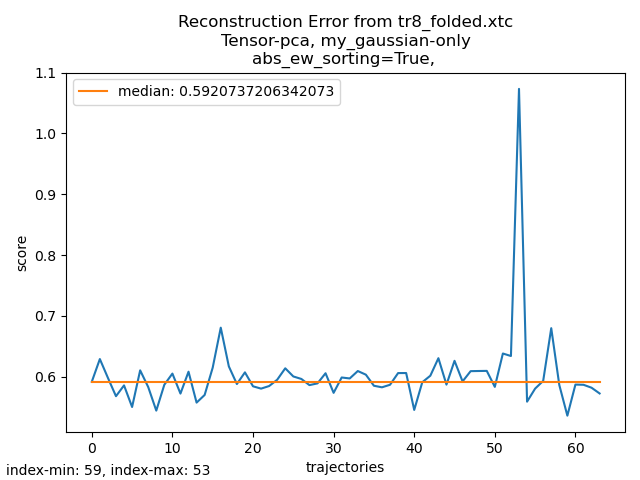 Reconstruction Error from tr8_folded.xtc
Tensor-pca, my_gaussian-only
abs_ew_sorting=True,
median: 0.5920737206342073
1.1
1.0
0.9
0.8
0.7
0.6
score
0 10 20 30 40 50 60
trajectories
index-min: 59, index-max: 53